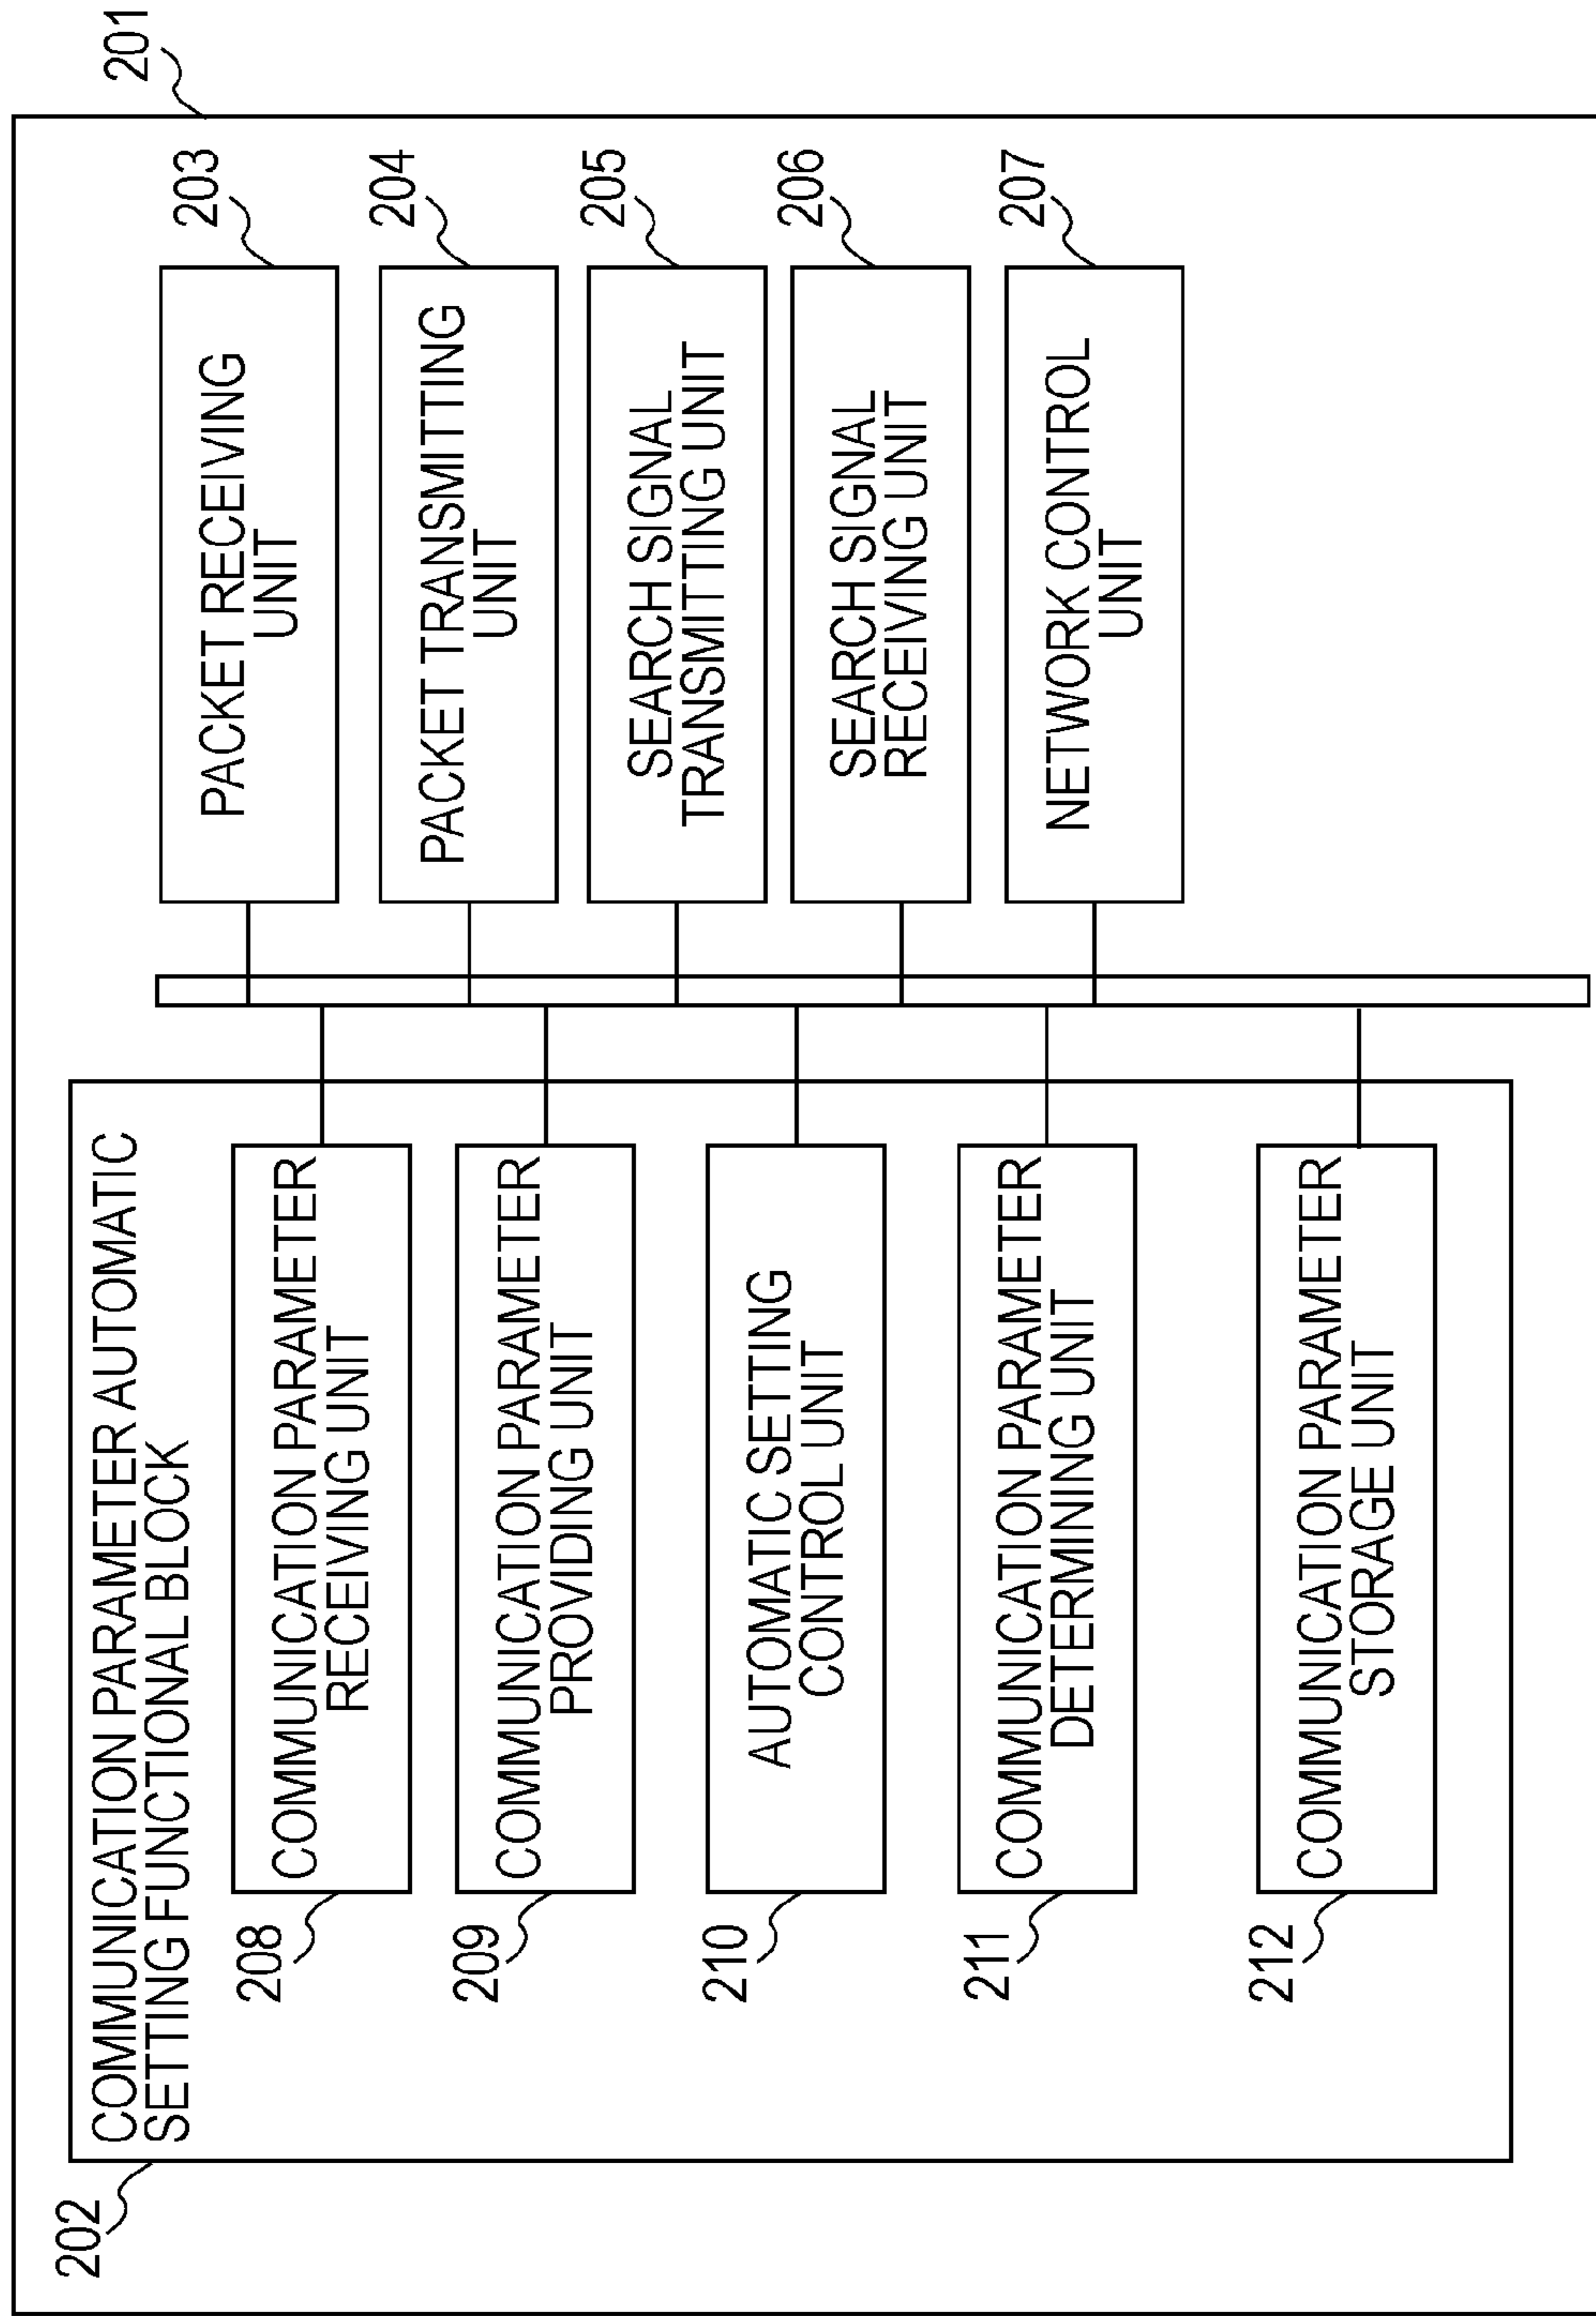 201
202
COMMUNICATION PARAMETER AUTOMATIC
SETTING FUNCTIONAL BLOCK
208
COMMUNICATION PARAMETER
RECEIVING UNIT
209
COMMUNICATION PARAMETER
PROVIDING UNIT
210
AUTOMATIC SETTING
CONTROL UNIT
211
COMMUNICATION PARAMETER
DETERMINING UNIT
212
COMMUNICATION PARAMETER
STORAGE UNIT
203
PACKET RECEIVING
UNIT
204
PACKET TRANSMITTING
UNIT
205
SEARCH SIGNAL
TRANSMITTING UNIT
206
SEARCH SIGNAL
RECEIVING UNIT
207
NETWORK CONTROL
UNIT